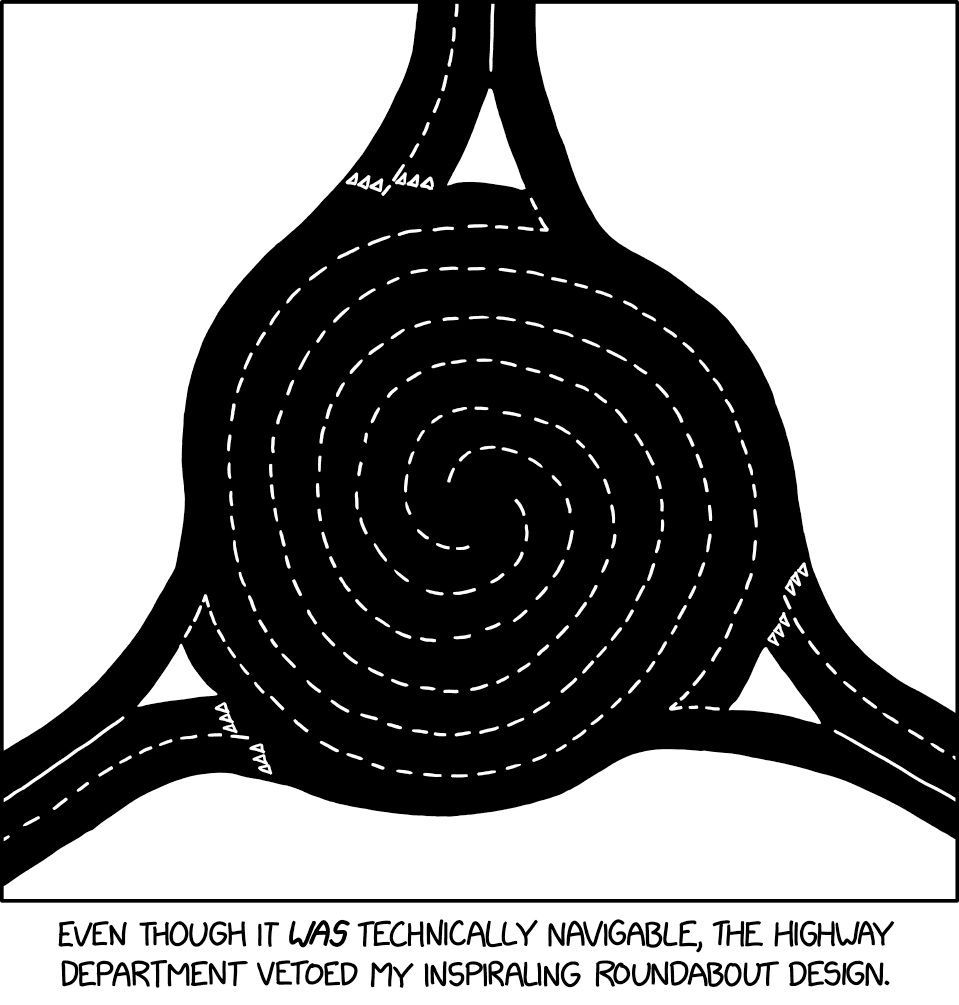 EVEN THOUGH IT WAS TECHNICALLY NAVIGABLE, THE HIGHWAY
DEPARTMENT VETOED MY INSPIRALING ROUNDABOUT DESIGN.